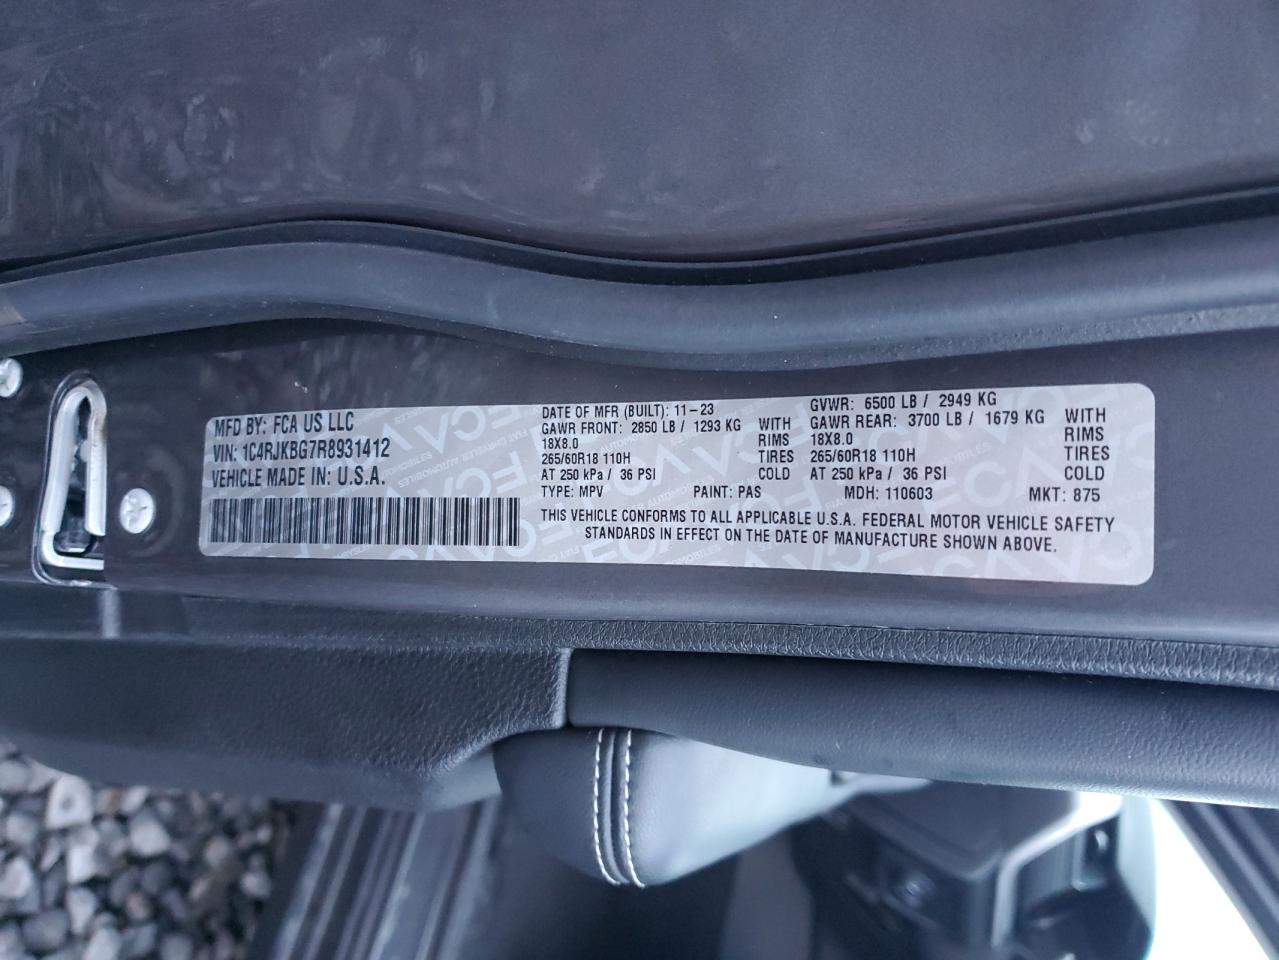 MFD BY: FCA US LLC
VIN: 1C4RJKBG7R8931412
VEHICLE MADE IN: U.S.A.
DATE OF MFR (BUILT): 11-23 GVWR: 6500 LB / 2949 KG
GAWR FRONT: 2850 LB / 1293 KG WITH GAWR REAR: 3700 LB / 1679 KG WITH
18X8.0 RIMS 18X8.0 RIMS
265/60R18 110H TIRES 265/60R18 110H TIRES
AT 250 kPa / 36 PSI COLD AT 250 kPa / 36 PSI COLD
TYPE: MPV PAINT: PAS MDH: 110603 MKT: 875
THIS VEHICLE CONFORMS TO ALL APPLICABLE U.S.A. FEDERAL MOTOR VEHICLE SAFETY
STANDARDS IN EFFECT ON THE DATE OF MANUFACTURE SHOWN ABOVE.